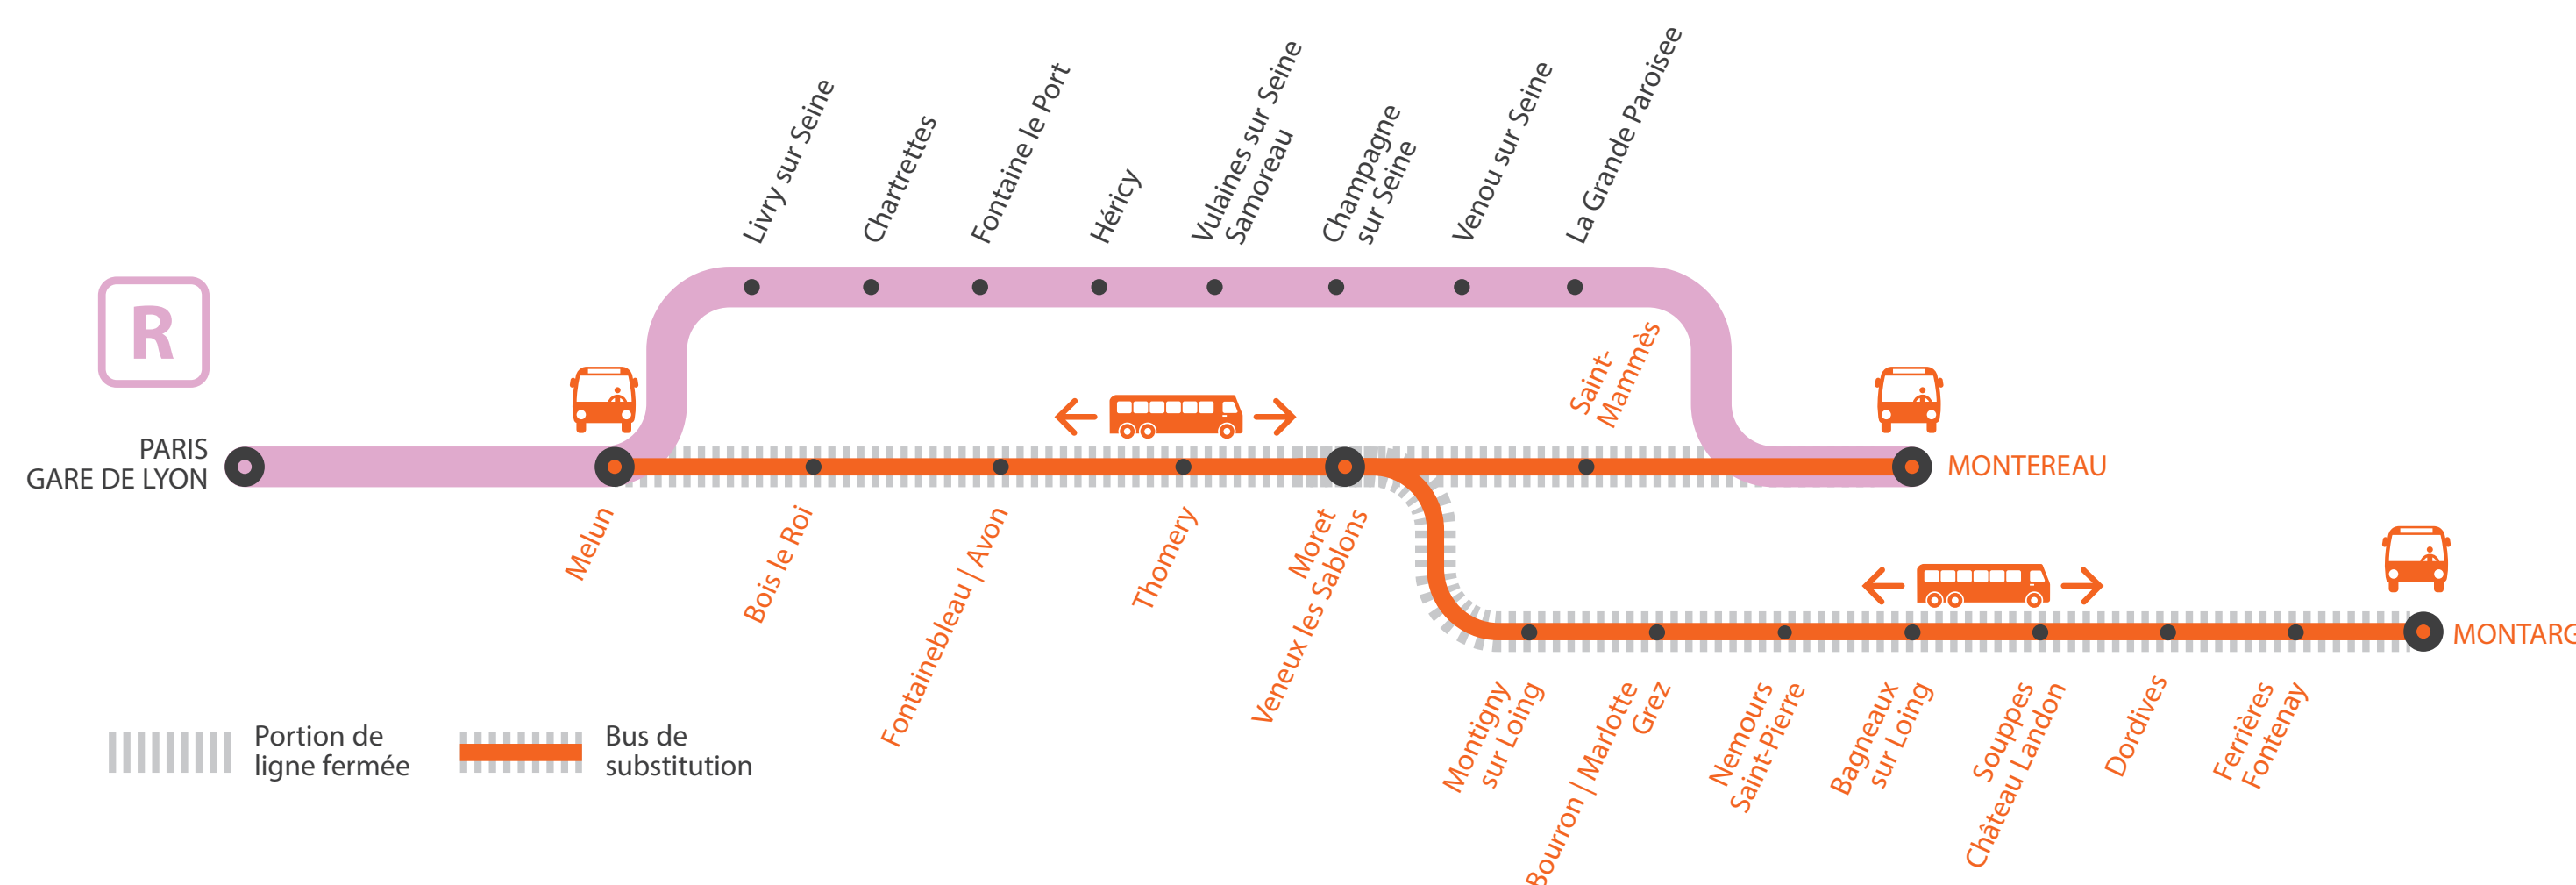 Livry sur Seine
Chartrettes
Fontaine le Port
Héricy
Vulaines sur Seine
Samoreau
Champagne
sur Seine
Venou sur Seine
La Grande Paroisee
R
Saint-
Mammès
PARIS
GARE DE LYON
MONTEREAU
Melun
Bois le Roi
Fontainebleau | Avon
Thomery
Moret
Veneux les Sablons
MONTARG
Montigny
sur Loing
Bourron | Marlotte
Grez
Nemours
Saint-Pierre
Bagneaux
sur Loing
Souppes
Château Landon
Dordives
Ferrières
Fontenay
Portion de
ligne fermée
Bus de
substitution